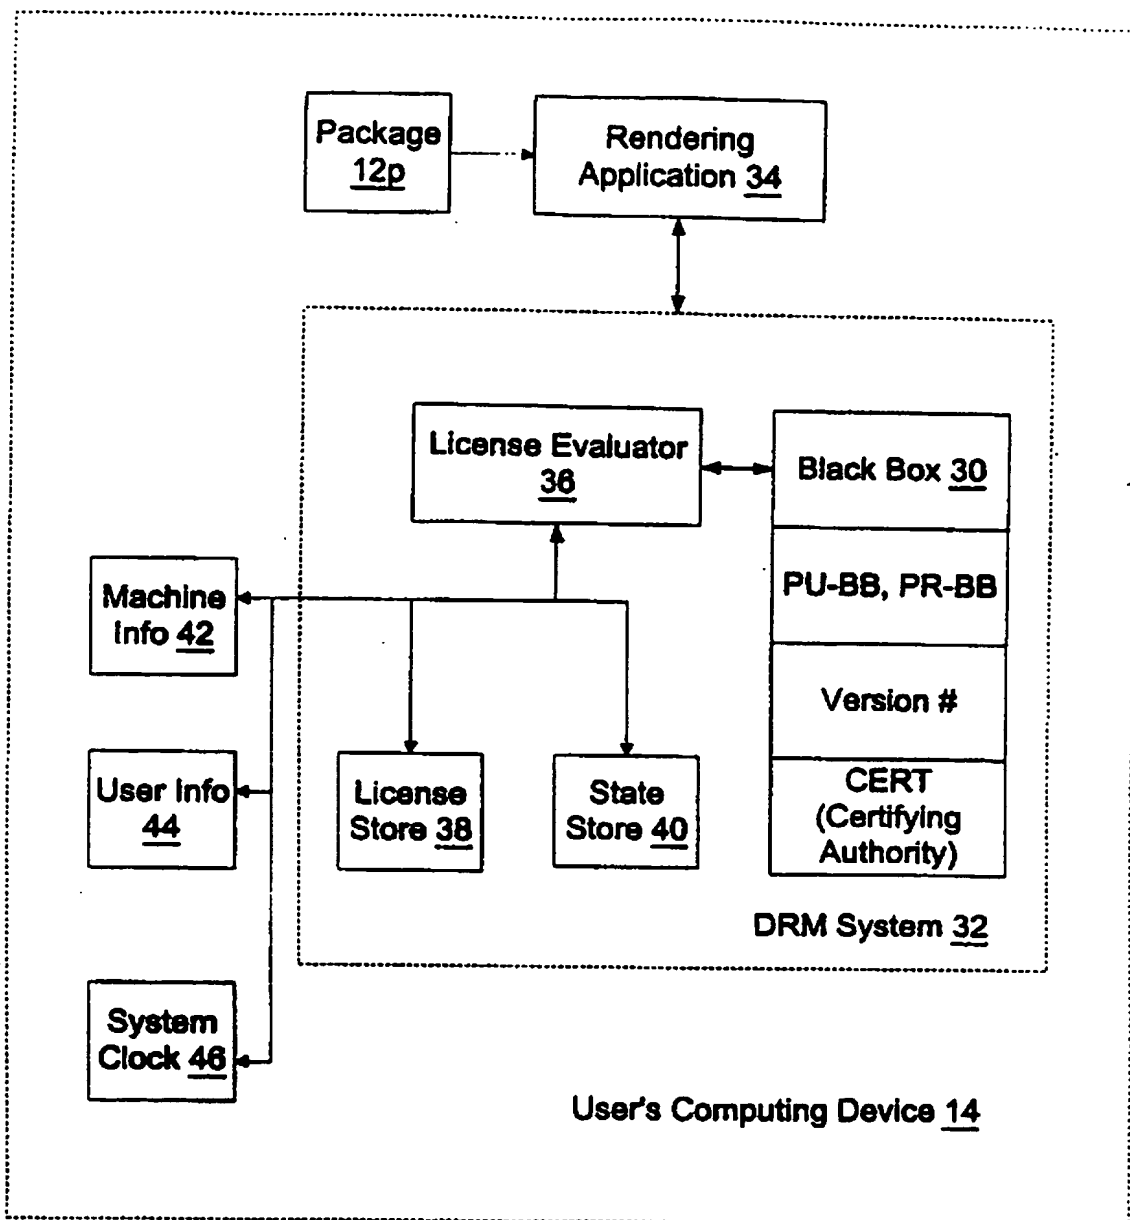 Package
12p
Rendering
Application 34
License Evaluator
36
Black Box 30
PU-BB, PR-BB
Version #
CERT
(Certifying
Authority)
Machine
Info 42
User Info
44
License
Store 38
State
Store 40
DRM System 32
System
Clock 46
User's Computing Device 14